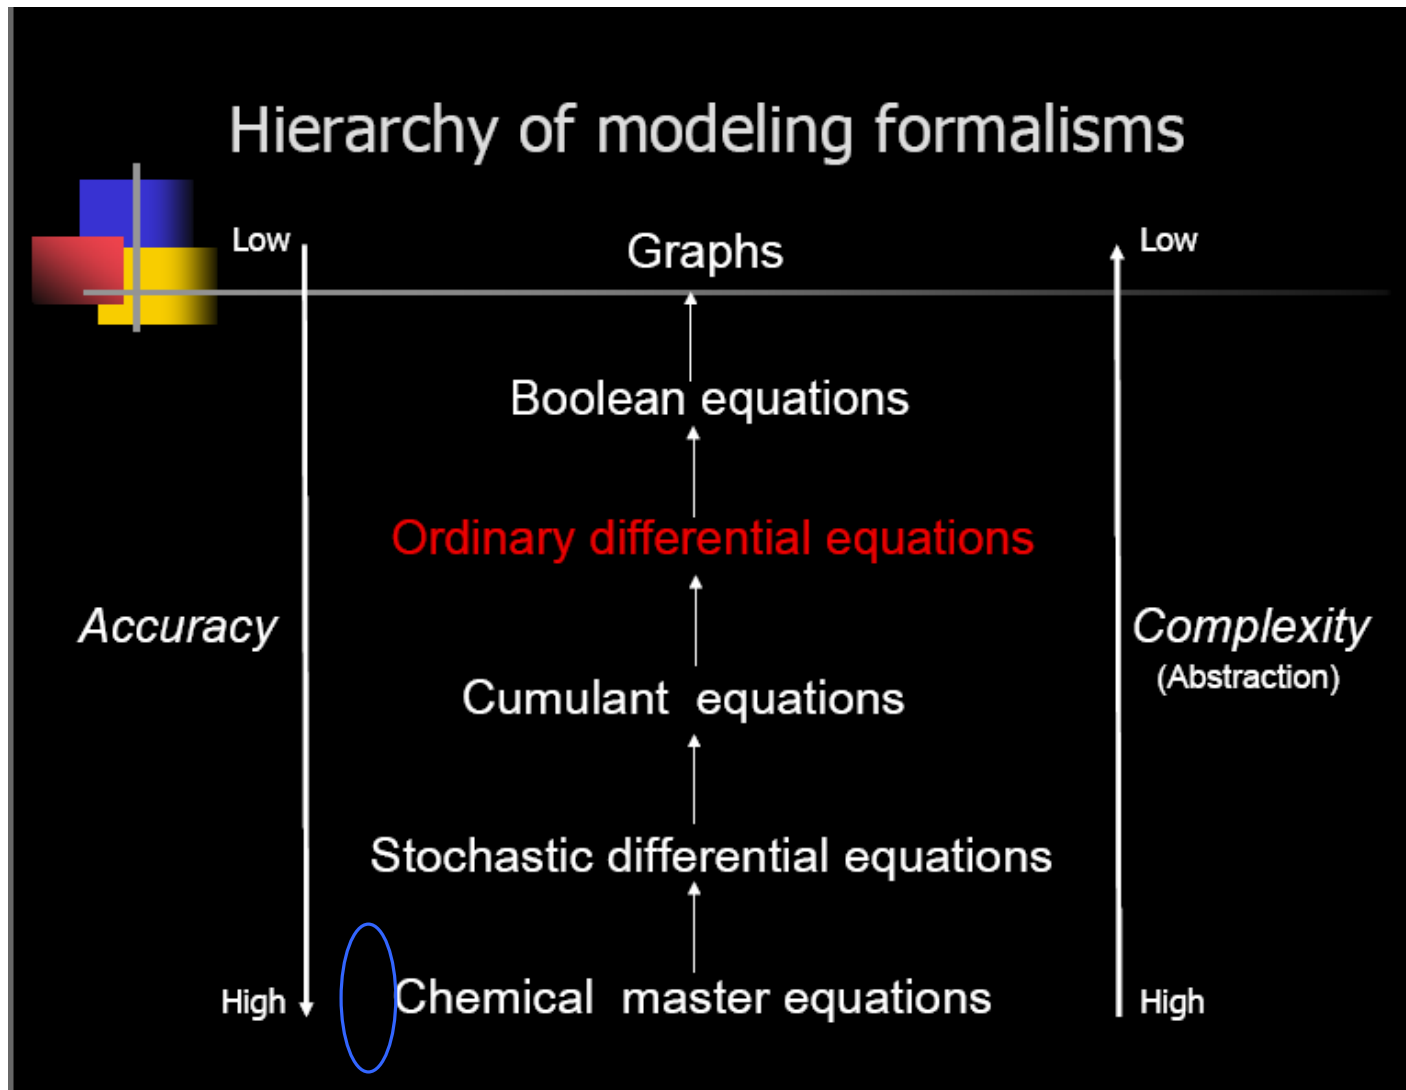 Hierarchy of modeling formalisms
Low
Graphs
Low
Boolean equations
Ordinary differential equations
Accuracy
Complexity
(Abstraction)
Cumulant equations
Stochastic differential equations
High
Chemical master equations
High